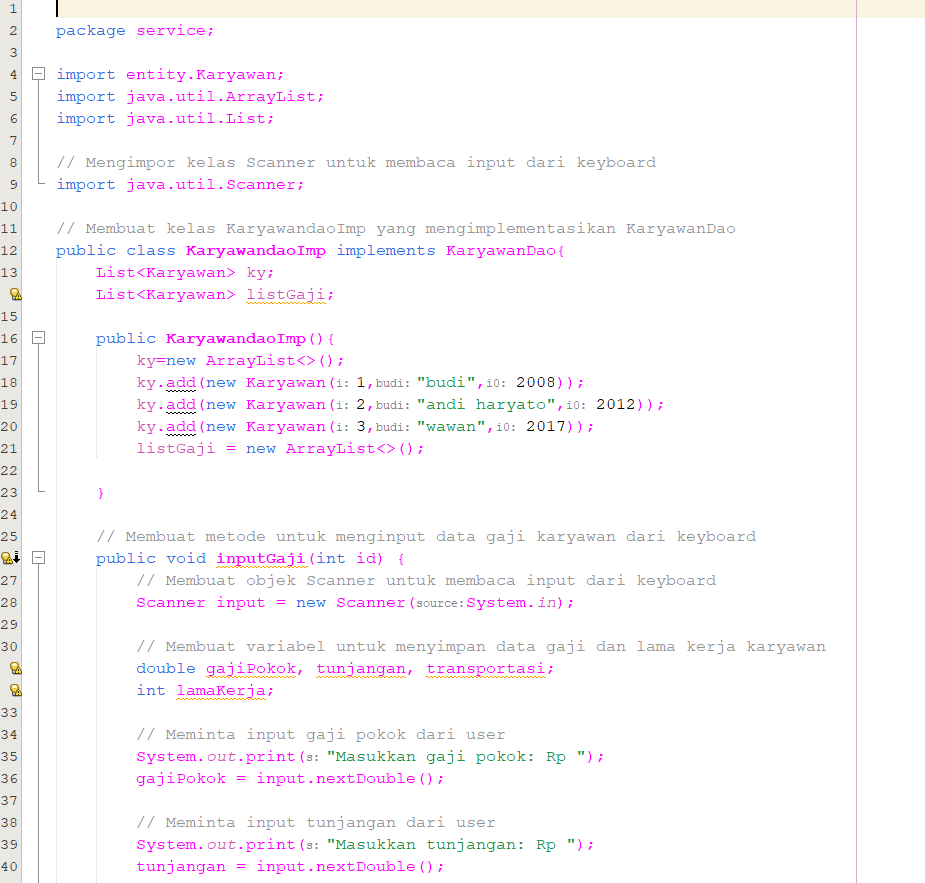 1
2 package service;
3
4 import entity.Karyawan;
5 import java.util.ArrayList;
6 import java.util.List;
7
8 // Mengimpor kelas Scanner untuk membaca input dari keyboard
9 import java.util.Scanner;
10
11 // Membuat kelas KaryawandaoImp yang mengimplementasikan KaryawanDao
12 public class KaryawandaoImp implements KaryawanDao{
13     List<Karyawan> ky;
    List<Karyawan> listGaji;
15
16     public KaryawandaoImp(){
17         ky=new ArrayList<>();
18         ky.add(new Karyawan(i: 1,budi: "budi",i0: 2008));
19         ky.add(new Karyawan(i: 2,budi: "andi haryato",i0: 2012));
20         ky.add(new Karyawan(i: 3,budi: "wawan",i0: 2017));
21         listGaji = new ArrayList<>();
22
23     }
24
25     // Membuat metode untuk menginput data gaji karyawan dari keyboard
    public void inputGaji(int id) {
27         // Membuat objek Scanner untuk membaca input dari keyboard
28         Scanner input = new Scanner(source:System.in);
29
30         // Membuat variabel untuk menyimpan data gaji dan lama kerja karyawan
        double gajiPokok, tunjangan, transportasi;
        int lamaKerja;
33
34         // Meminta input gaji pokok dari user
35         System.out.print(s: "Masukkan gaji pokok: Rp ");
36         gajiPokok = input.nextDouble();
37
38         // Meminta input tunjangan dari user
39         System.out.print(s: "Masukkan tunjangan: Rp ");
40         tunjangan = input.nextDouble();